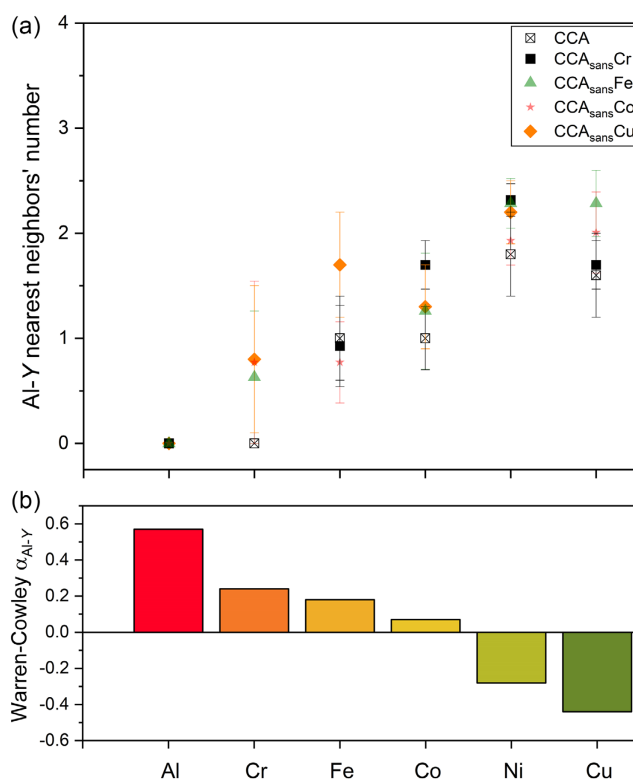 (a)
4
3
2
1
0
Al-Y nearest neighbors' number
CCA
CCAsansCr
CCAsansFe
CCAsansCo
CCAsansCu
(b)
0.6
0.4
0.2
0.0
-0.2
-0.4
-0.6
Warren-Cowley αAl-Y
Al Cr Fe Co Ni Cu